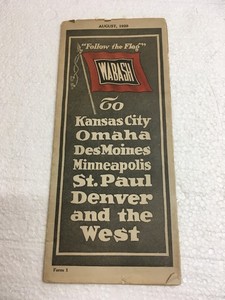 AUGUST, 1920
"Follow the Flag"
WABASH
To
Kansas City
Omaha
Des Moines
Minneapolis
St. Paul
Denver
and the
West
Form 1